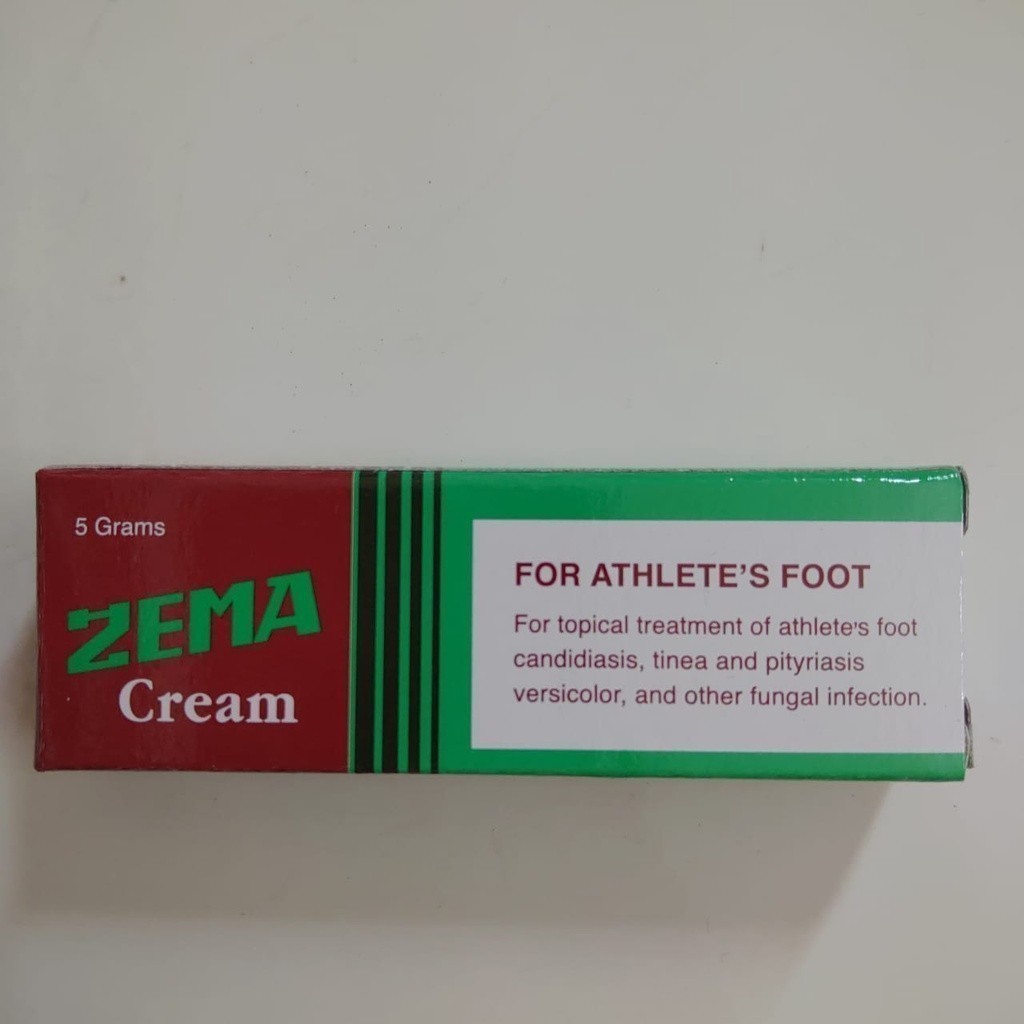 5 Grams
ZEMA
Cream
FOR ATHLETE'S FOOT
For topical treatment of athlete's foot
candidiasis, tinea and pityriasis
versicolor, and other fungal infection.